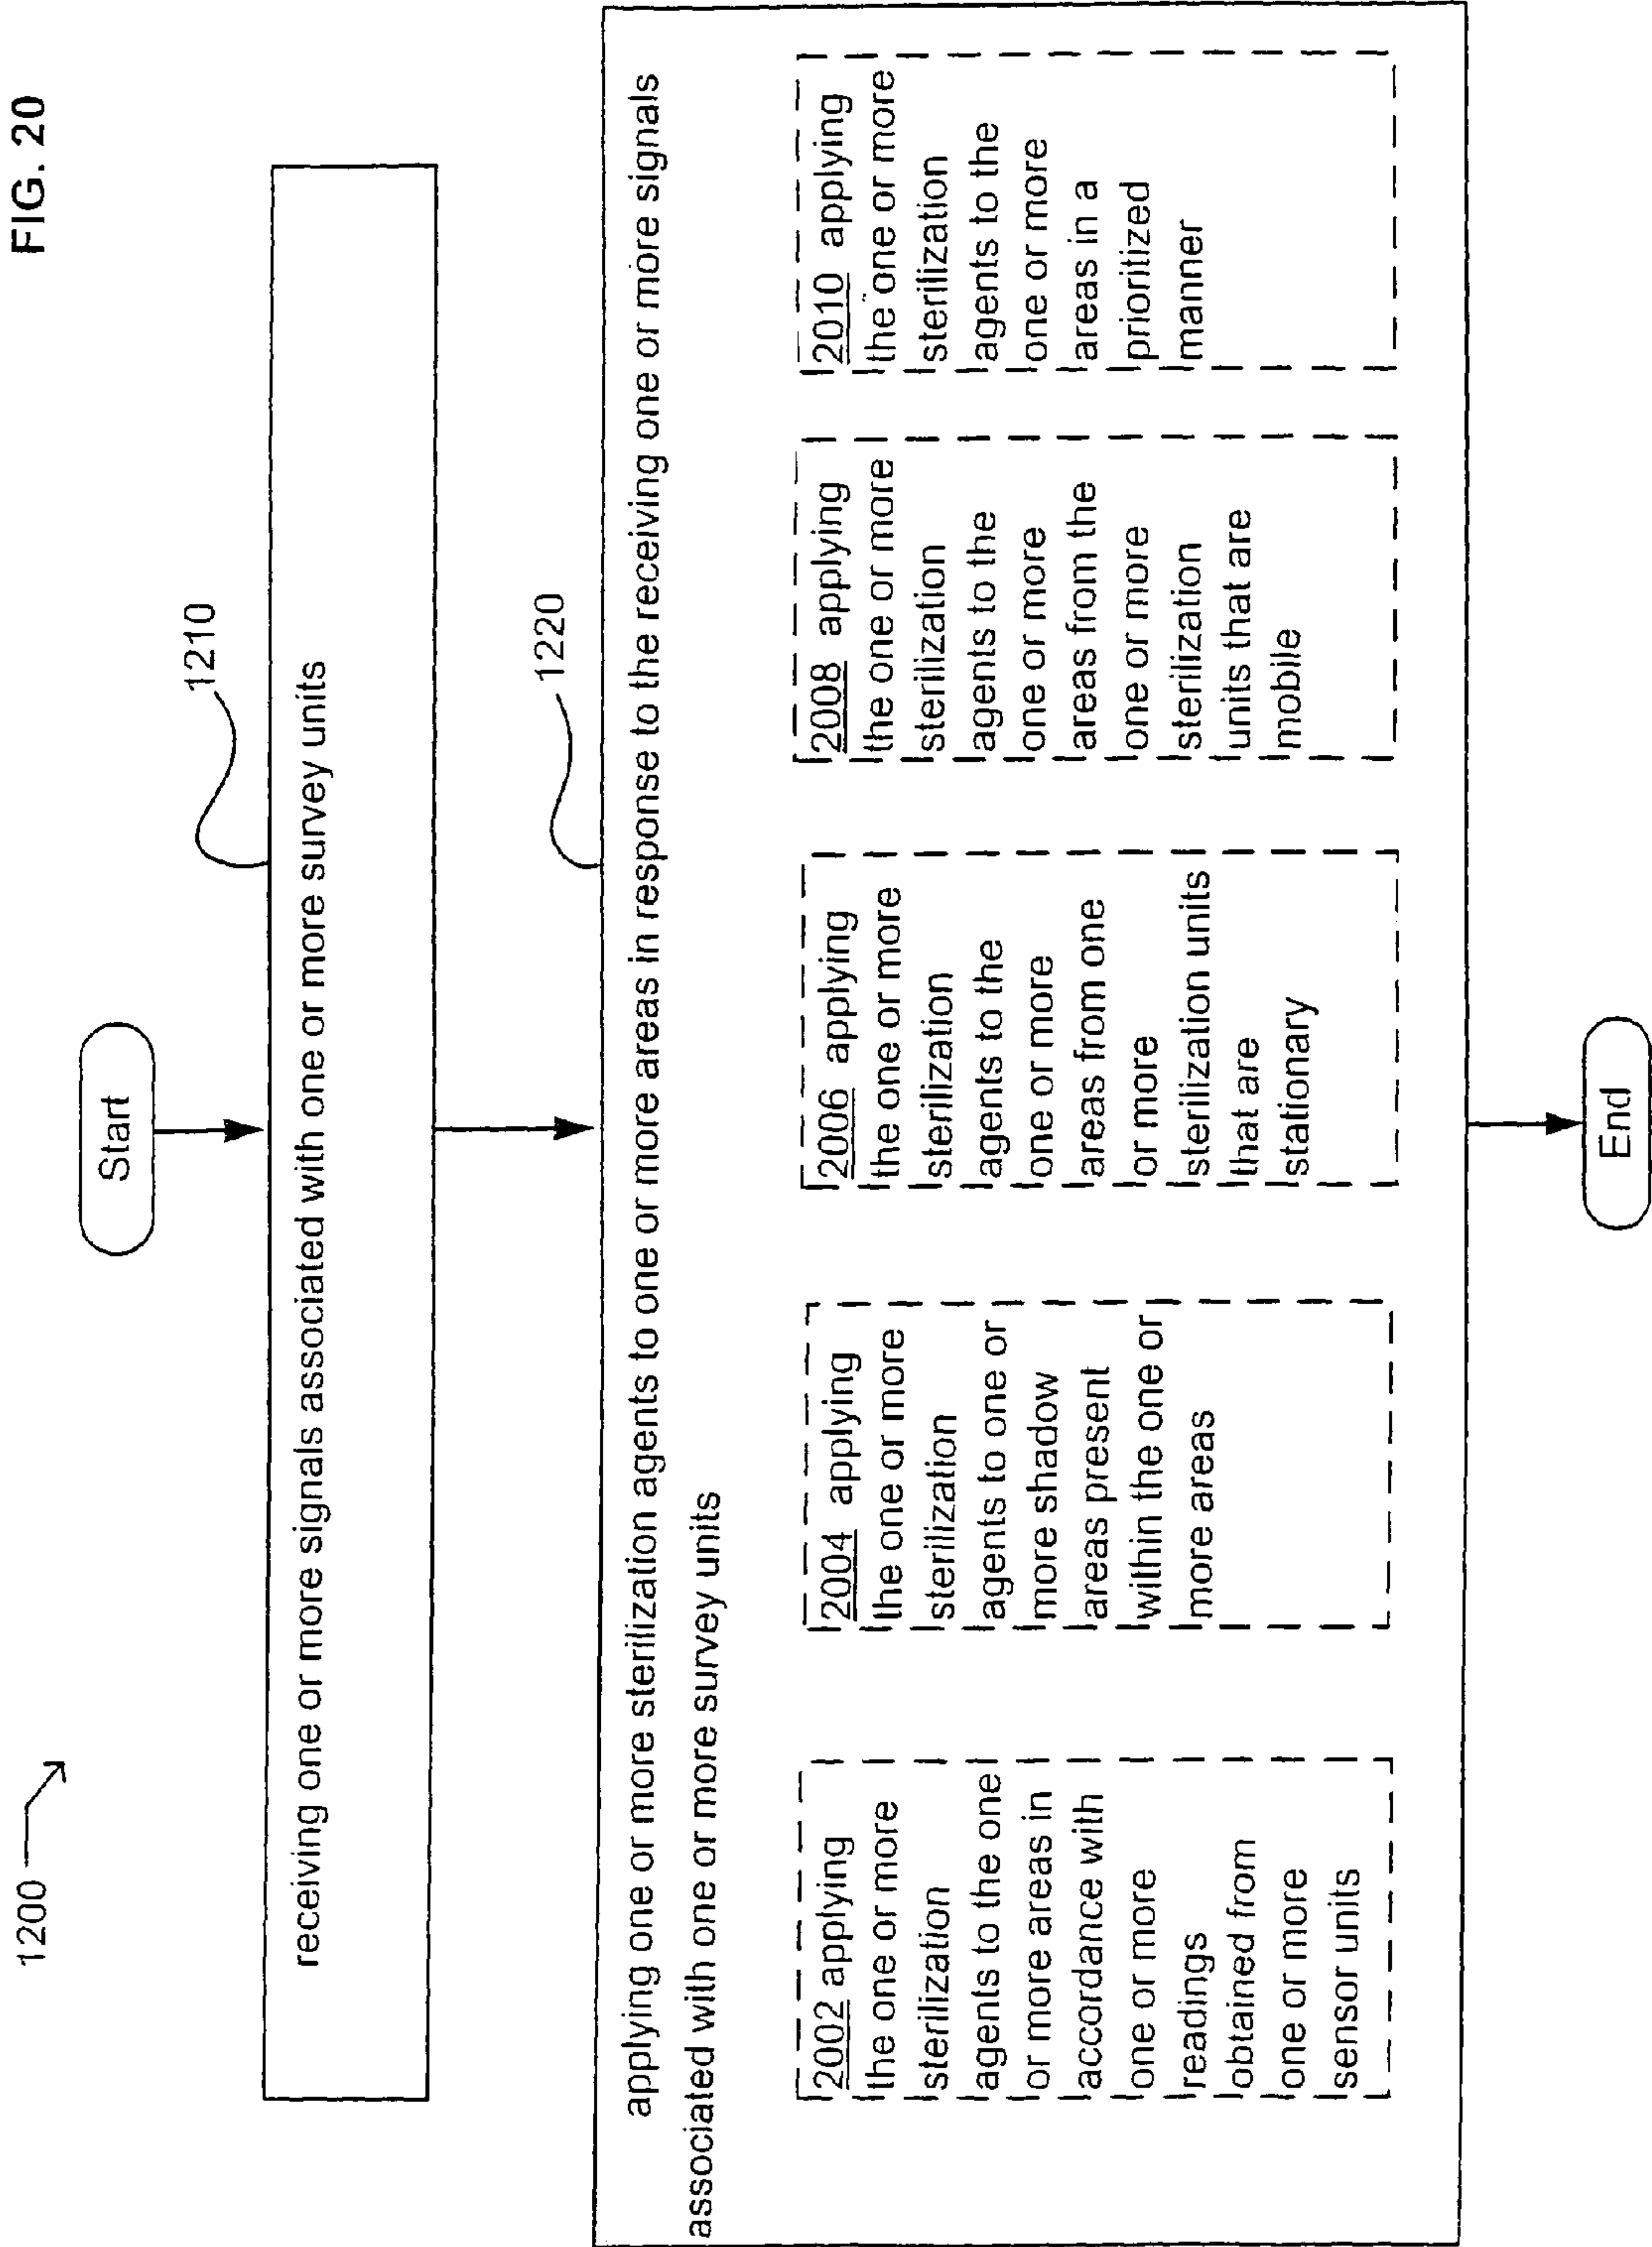 FIG. 20
1200
Start
1210
receiving one or more signals associated with one or more survey units
1220
applying one or more sterilization agents to one or more areas in response to the receiving one or more signals
associated with one or more survey units
2002 applying
the one or more
sterilization
agents to the one
or more areas in
accordance with
one or more
readings
obtained from
one or more
sensor units
2004 applying
the one or more
sterilization
agents to one or
more shadow
areas present
within the one or
more areas
2006 applying
the one or more
sterilization
agents to the
one or more
areas from one
or more
sterilization units
that are
stationary
2008 applying
the one or more
sterilization
agents to the
one or more
areas from the
one or more
sterilization
units that are
mobile
2010 applying
the one or more
sterilization
agents to the
one or more
areas in a
prioritized
manner
End